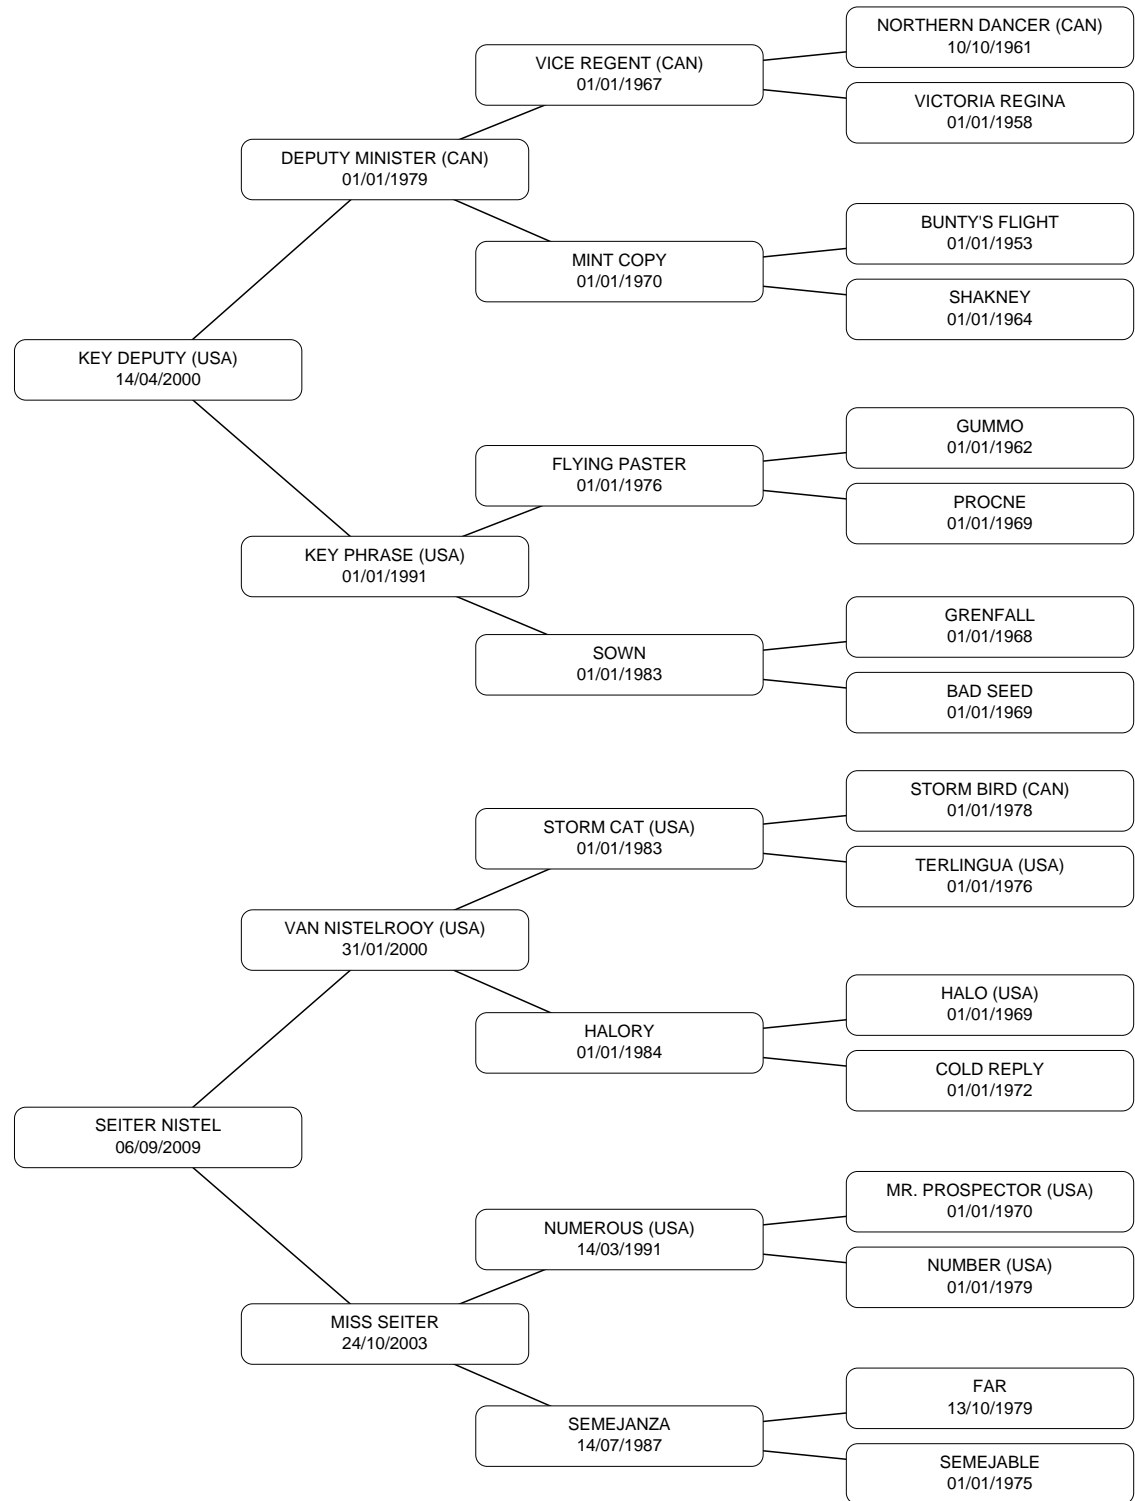 NORTHERN DANCER (CAN)
10/10/1961
VICE REGENT (CAN)
01/01/1967
VICTORIA REGINA
01/01/1958
DEPUTY MINISTER (CAN)
01/01/1979
BUNTY'S FLIGHT
01/01/1953
MINT COPY
01/01/1970
SHAKNEY
01/01/1964
KEY DEPUTY (USA)
14/04/2000
GUMMO
01/01/1962
FLYING PASTER
01/01/1976
PROCNE
01/01/1969
KEY PHRASE (USA)
01/01/1991
GRENFALL
01/01/1968
SOWN
01/01/1983
BAD SEED
01/01/1969
STORM BIRD (CAN)
01/01/1978
STORM CAT (USA)
01/01/1983
TERLINGUA (USA)
01/01/1976
VAN NISTELROOY (USA)
31/01/2000
HALO (USA)
01/01/1969
HALORY
01/01/1984
COLD REPLY
01/01/1972
SEITER NISTEL
06/09/2009
MR. PROSPECTOR (USA)
01/01/1970
NUMEROUS (USA)
14/03/1991
NUMBER (USA)
01/01/1979
MISS SEITER
24/10/2003
FAR
13/10/1979
SEMEJANZA
14/07/1987
SEMEJABLE
01/01/1975